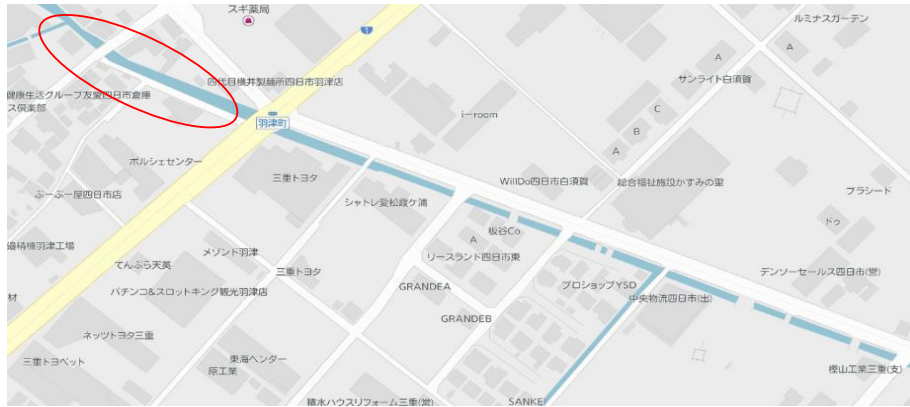 スギ薬局
ルミナスガーデン
1
A
A
サンライト白須賀
四代目横井製麺所四日市羽津店
健康生活グループ友愛四日市倉庫
ス倶楽部
C
i-room
B
羽津町
A
ポルシェセンター
三重トヨタ
WillDo四日市白須賀
総合福祉施設かすみの里
ぷーぷー屋四日市店
シャトレ愛松霞ケ浦
プラシード
板谷Co
ドゥ
A
メゾンド羽津
リースランド四日市東
てんぷら天英
三重トヨタ
デンソーセールス四日市(営)
GRANDEA
プロショップYSD
パチンコ&スロットキング観光羽津店
中央物流四日市(出)
材
GRANDEB
ネッツトヨタ三重
東海ヘンター
三重トヨペット
原工業
樫山工業三重(支)
積水ハウスリフォーム三重(営)
SANKE